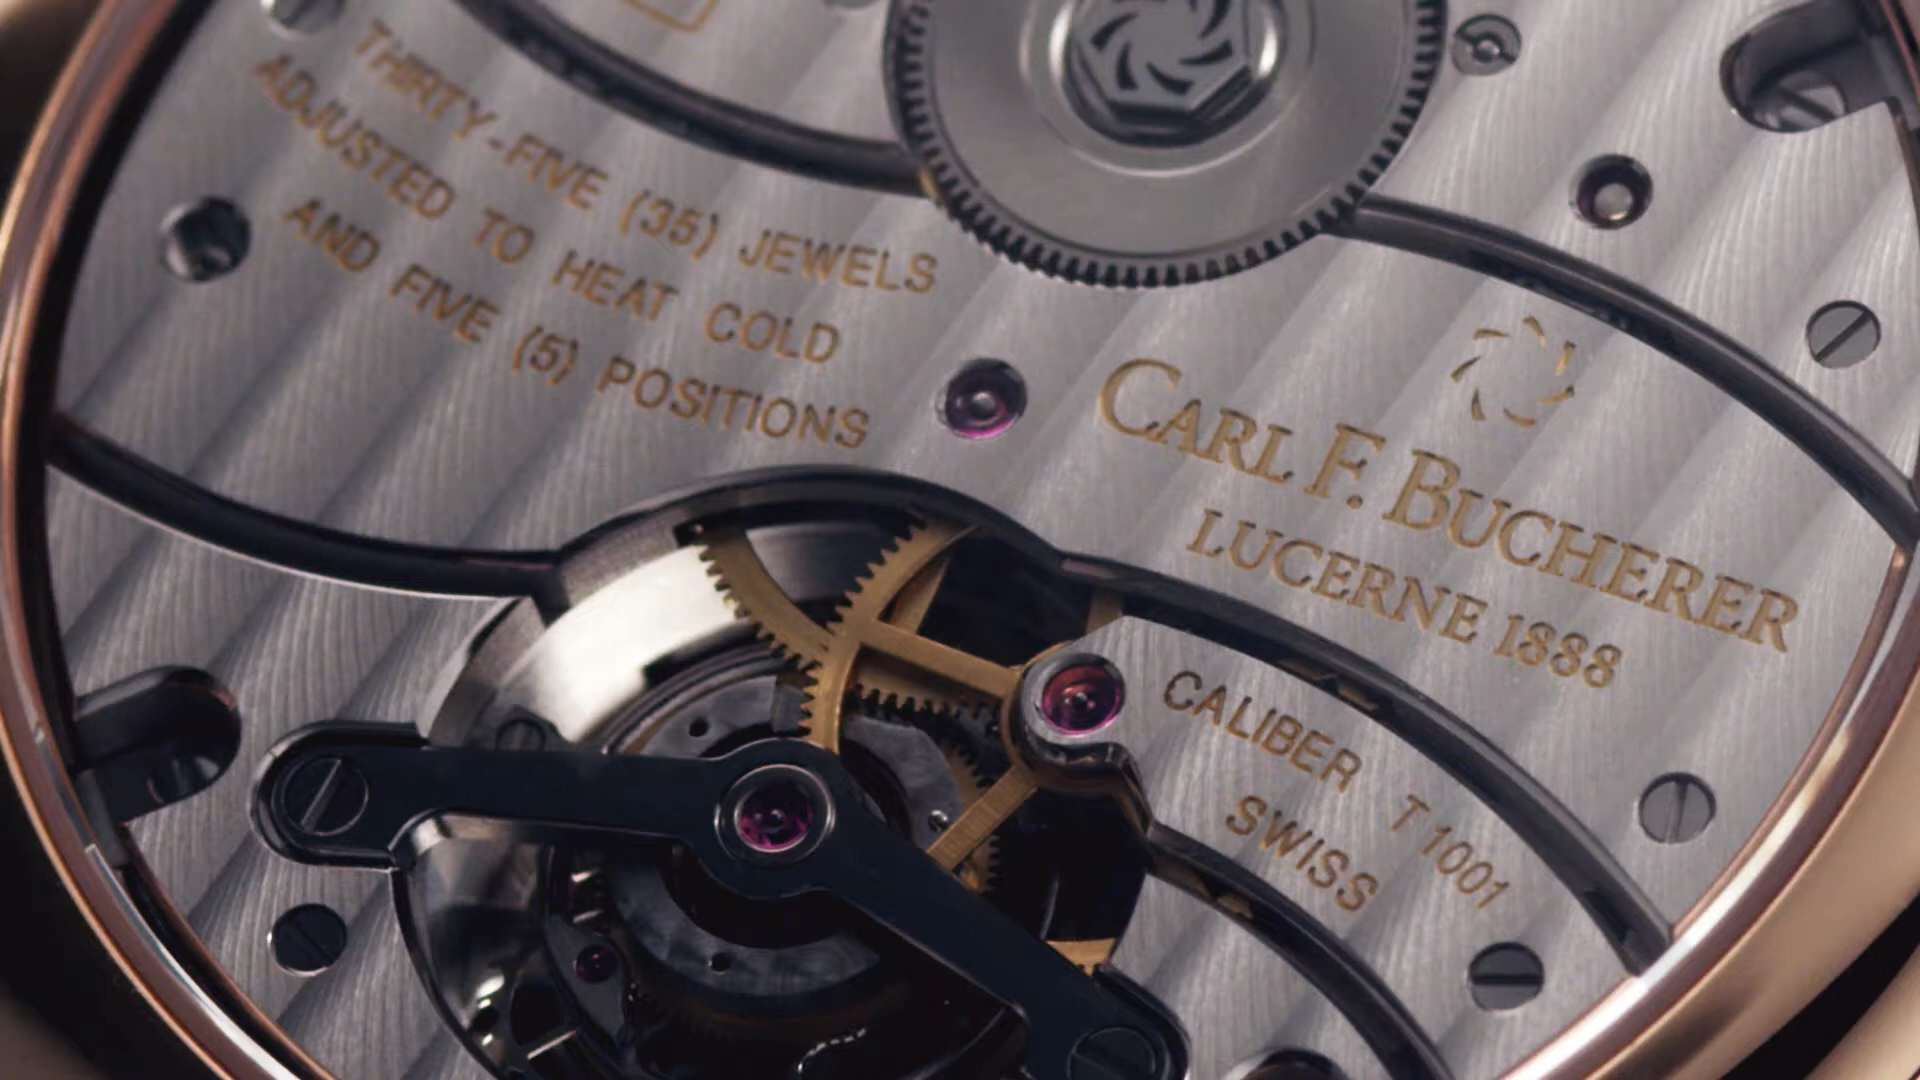 THIRTY-FIVE (35) JEWELS
ADJUSTED TO HEAT COLD
AND FIVE (5) POSITIONS
CARL F. BUCHERER
LUCERNE 1888
CALIBER T 1001
SWISS